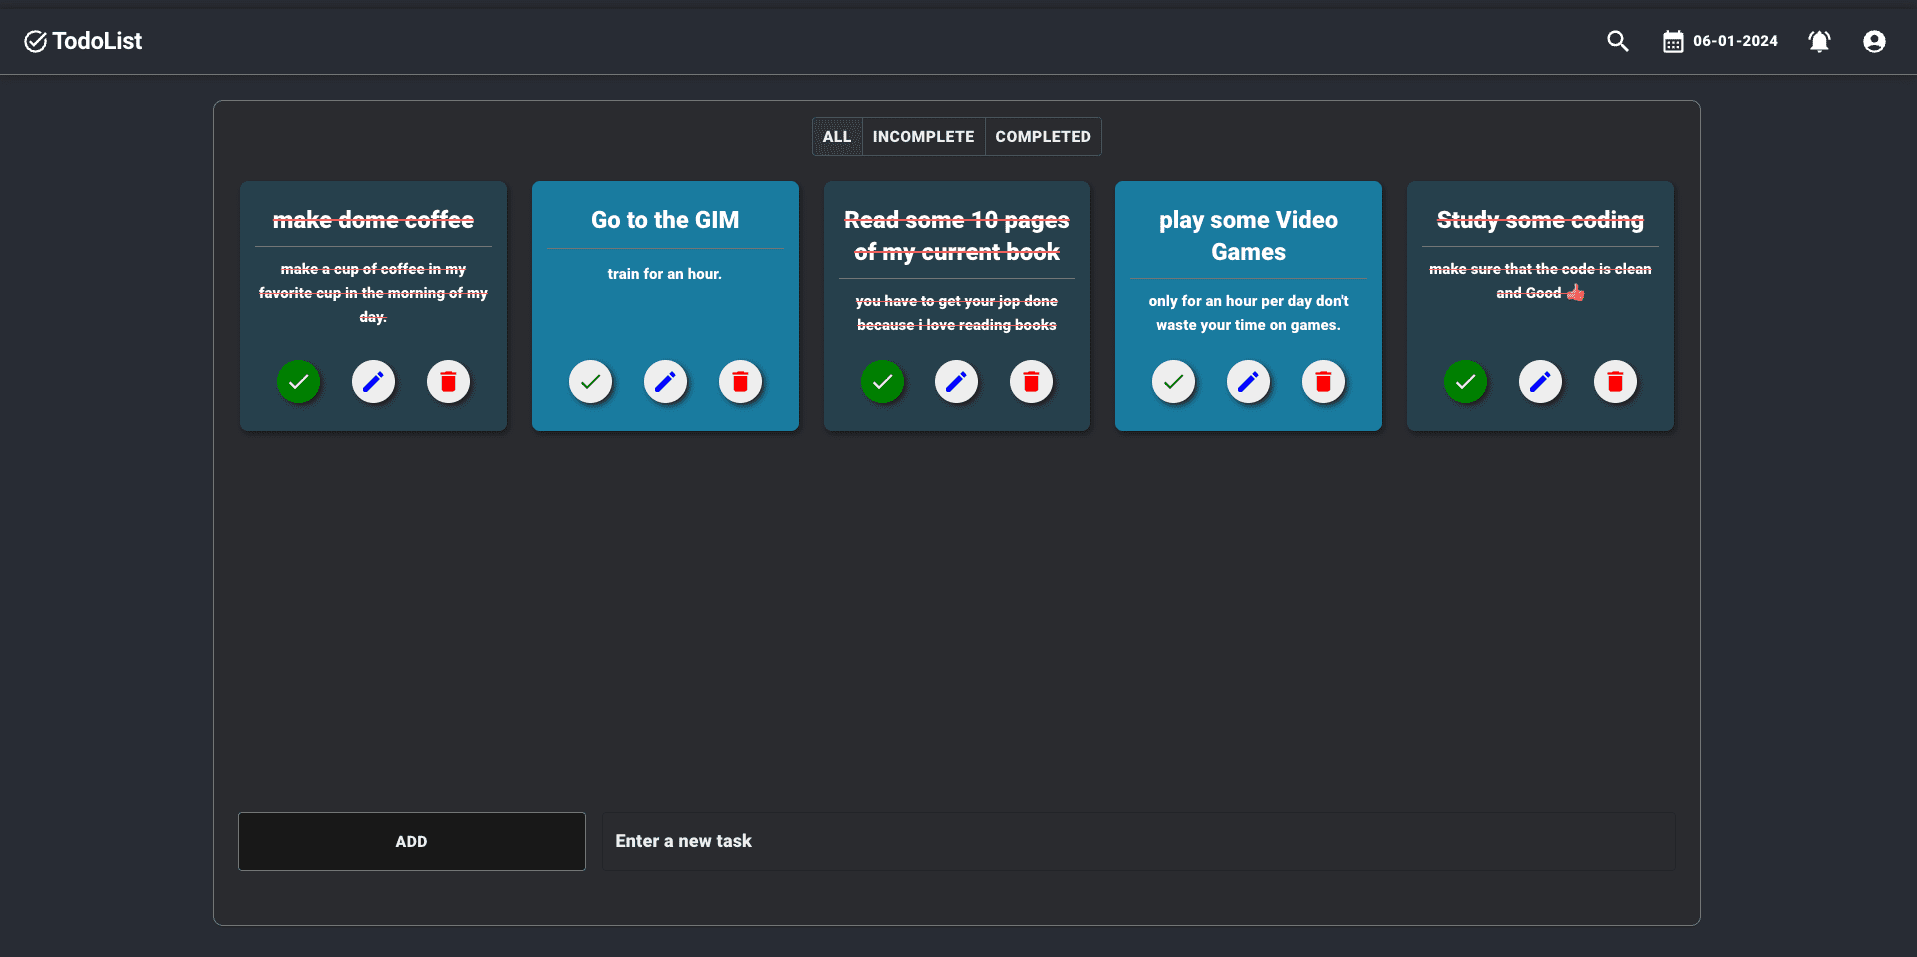 TodoList
06-01-2024
ALL INCOMPLETE COMPLETED
make dome coffee
make a cup of coffee in my
favorite cup in the morning of my
day.
Go to the GIM
train for an hour.
Read some 10 pages
of my current book
you have to get your jop done
because i love reading books
play some Video
Games
only for an hour per day don't
waste your time on games.
Study some coding
make sure that the code is clean
and Good 👍
ADD
Enter a new task